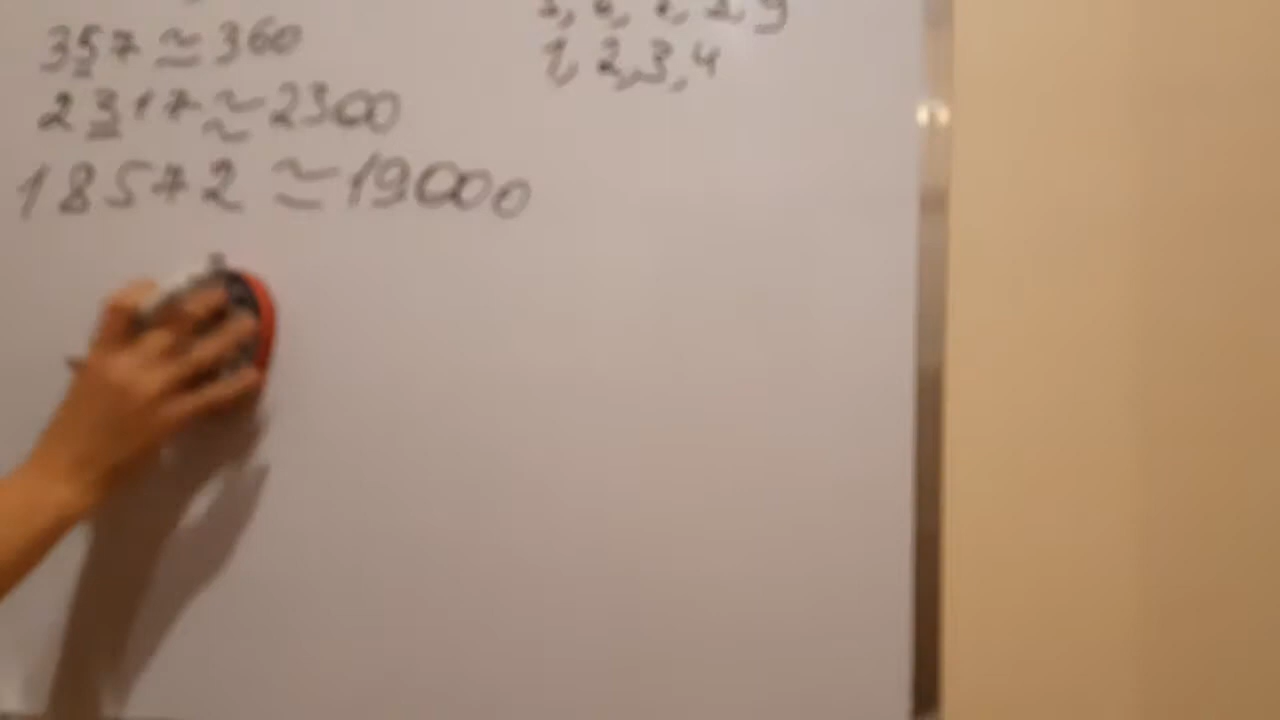 1, 2, 3, 4
357 ≈ 360
2317 ≈ 2300
18572 ≈ 19000